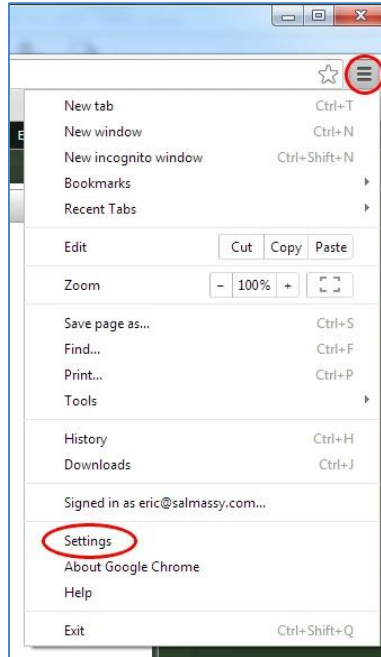 New tab Ctrl+T
New window Ctrl+N
New incognito window Ctrl+Shift+N
Bookmarks
Recent Tabs
Edit Cut Copy Paste
Zoom - 100% +
Save page as... Ctrl+S
Find... Ctrl+F
Print... Ctrl+P
Tools
History Ctrl+H
Downloads Ctrl+J
Signed in as eric@salmassy.com...
Settings
About Google Chrome
Help
Exit Ctrl+Shift+Q